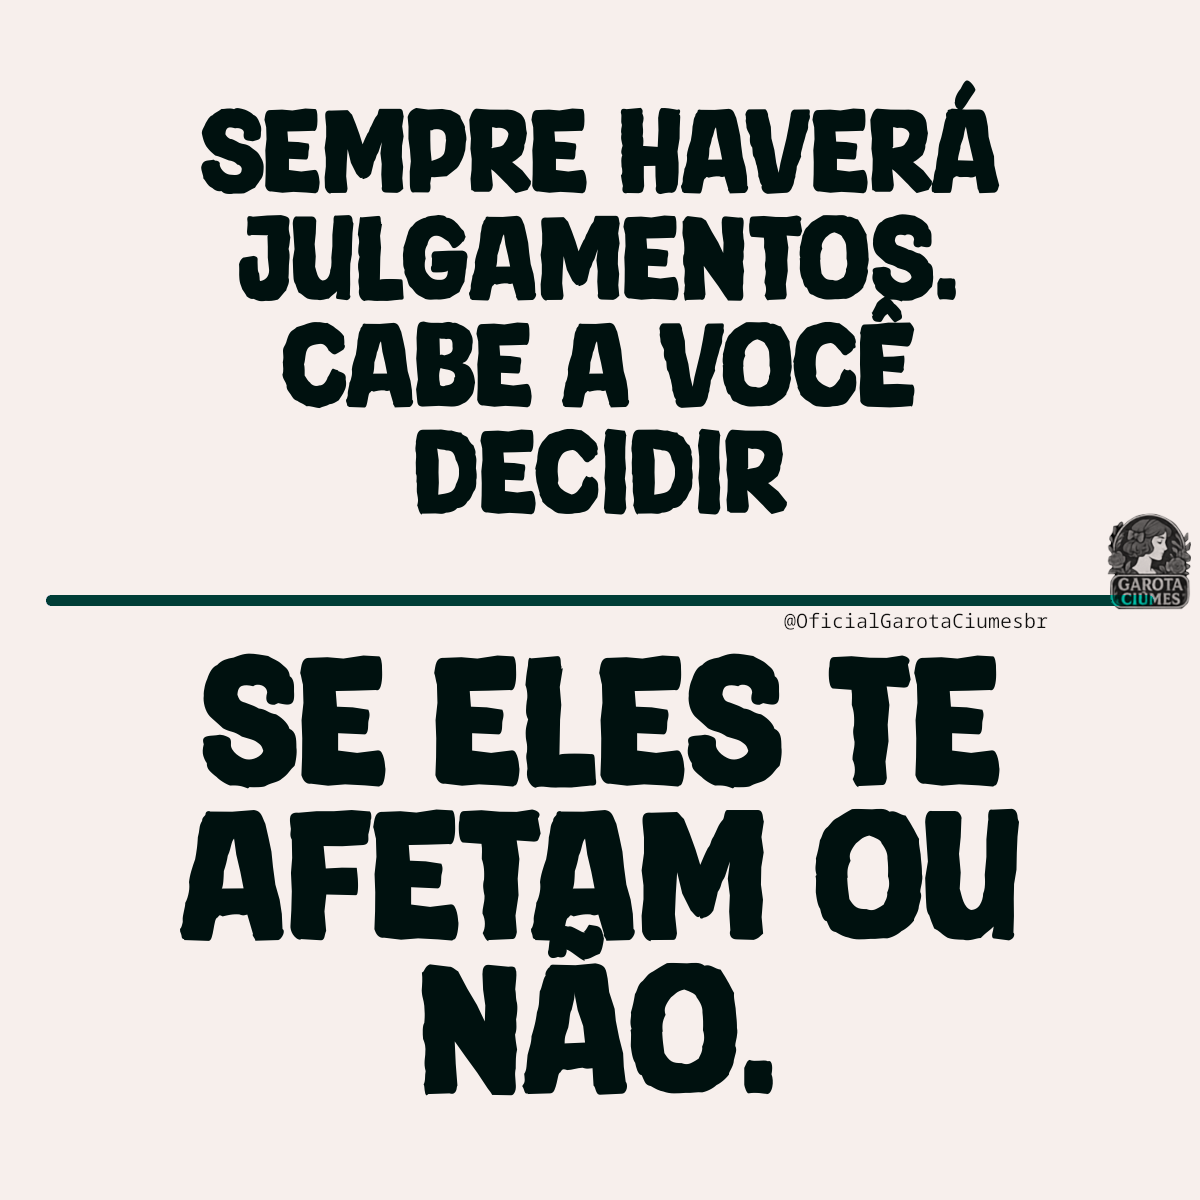 SEMPRE HAVERÁ
JULGAMENTOS.
CABE A VOCÊ
DECIDIR
GAROTA
CIUMES
@OficialGarotaCiumesbr
SE ELES TE
AFETAM OU
NÃO.